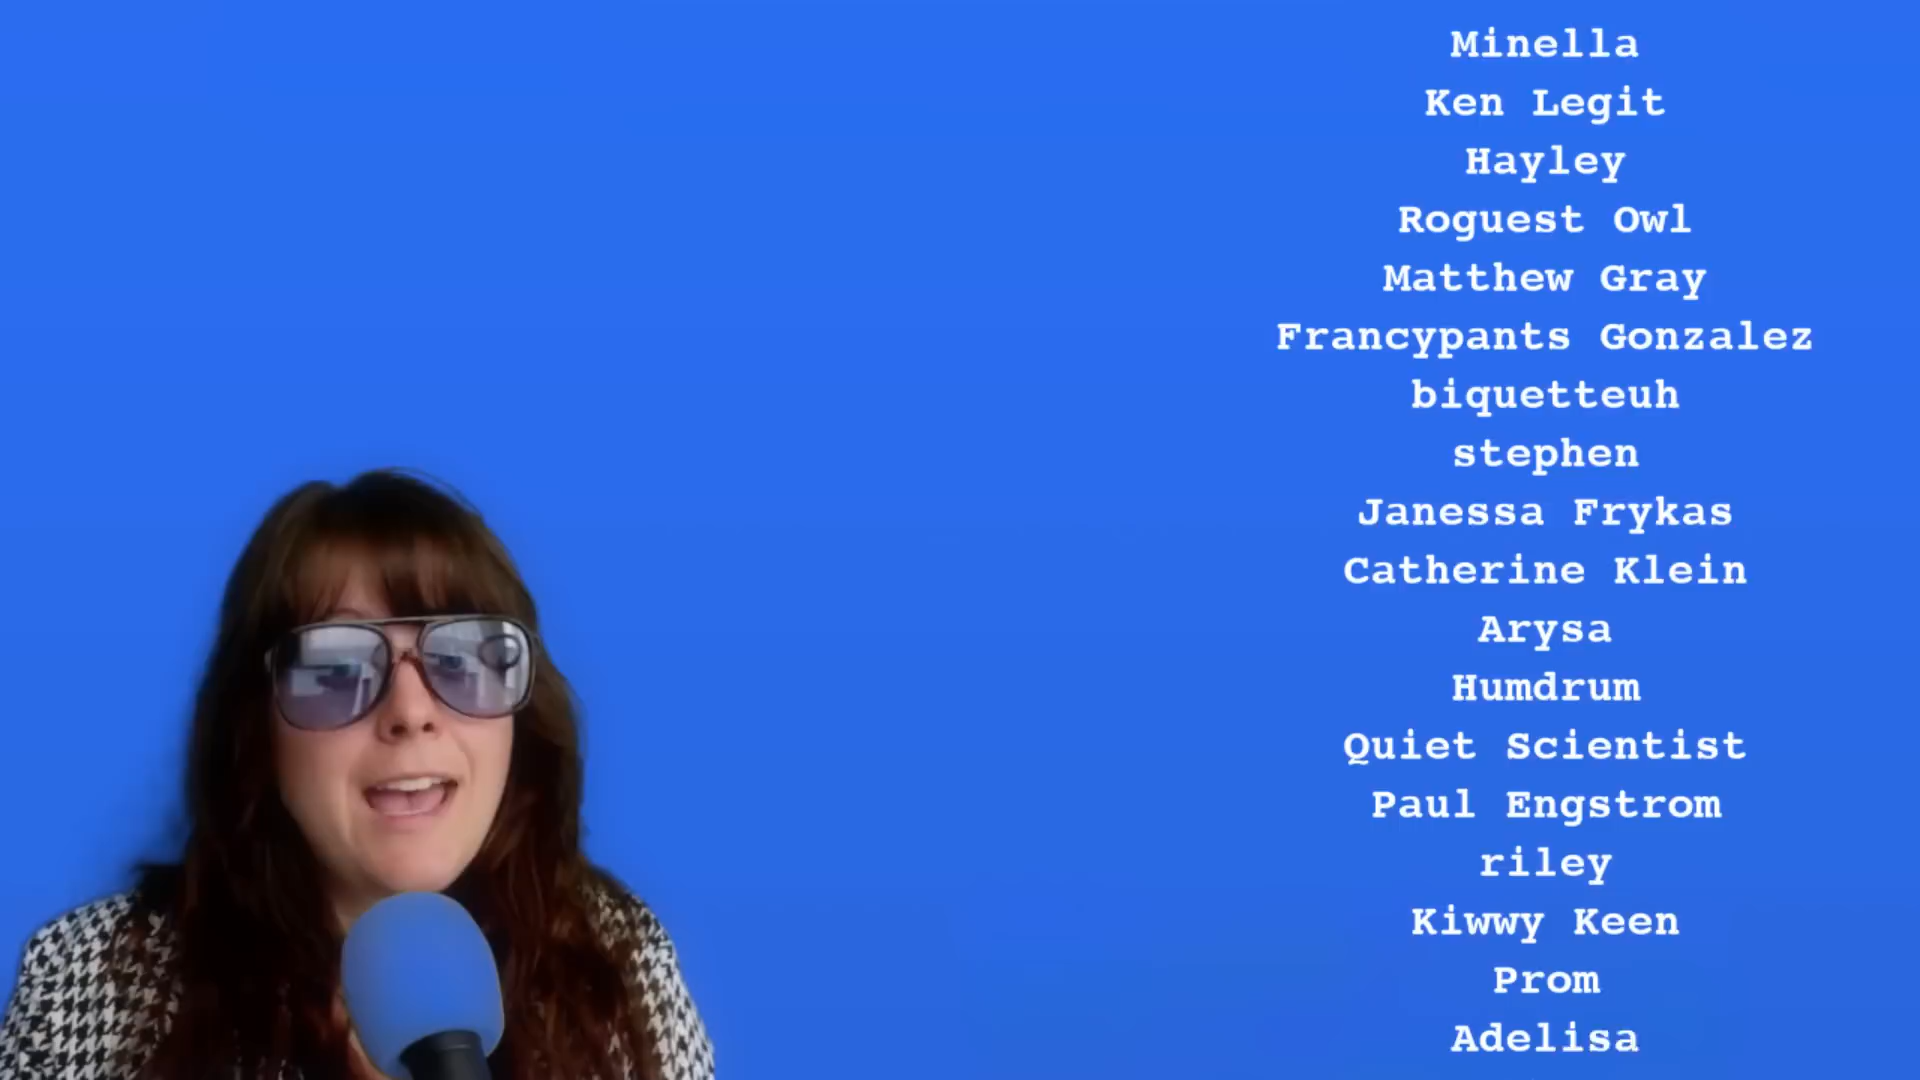 Minella
Ken Legit
Hayley
Roguest Owl
Matthew Gray
Francypants Gonzalez
biquetteuh
stephen
Janessa Frykas
Catherine Klein
Arysa
Humdrum
Quiet Scientist
Paul Engstrom
riley
Kiwwy Keen
Prom
Adelisa